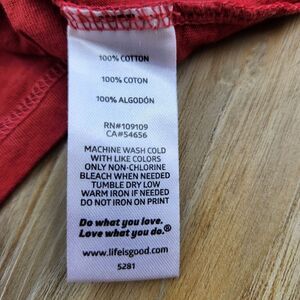 100% COTTON
100% COTON
100% ALGODÓN
RN#109109
CA#54656
MACHINE WASH COLD
WITH LIKE COLORS
ONLY NON-CHLORINE
BLEACH WHEN NEEDED
TUMBLE DRY LOW
WARM IRON IF NEEDED
DO NOT IRON ON PRINT
Do what you love.
Love what you do.®
www.lifeisgood.com
5281